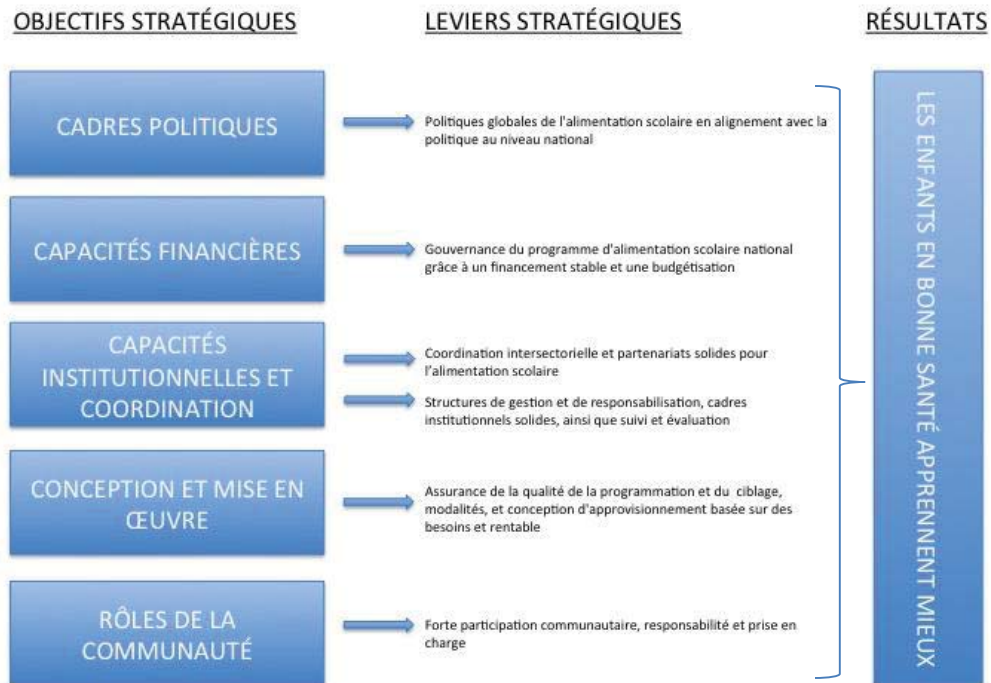 OBJECTIFS STRATÉGIQUES
LEVIERS STRATÉGIQUES
RÉSULTATS
CADRES POLITIQUES
Politiques globales de l'alimentation scolaire en alignement avec la
politique au niveau national
CAPACITÉS FINANCIÈRES
Gouvernance du programme d'alimentation scolaire national
grâce à un financement stable et une budgétisation
CAPACITÉS
INSTITUTIONNELLES ET
COORDINATION
Coordination intersectorielle et partenariats solides pour
l'alimentation scolaire
Structures de gestion et de responsabilisation, cadres
institutionnels solides, ainsi que suivi et évaluation
CONCEPTION ET MISE EN
ŒUVRE
Assurance de la qualité de la programmation et du ciblage,
modalités, et conception d'approvisionnement basée sur des
besoins et rentable
RÔLES DE LA
COMMUNAUTÉ
Forte participation communautaire, responsabilité et prise en
charge
LES ENFANTS EN BONNE SANTÉ APPRENNENT MIEUX